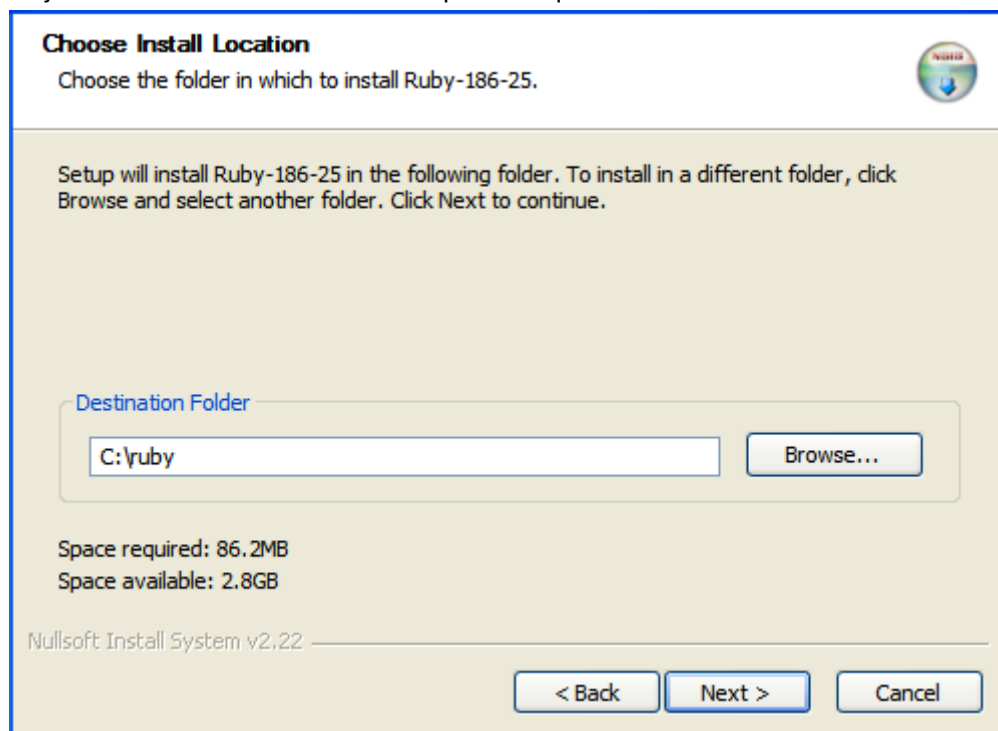 Choose Install Location
Choose the folder in which to install Ruby-186-25.
NSIS
Setup will install Ruby-186-25 in the following folder. To install in a different folder, click
Browse and select another folder. Click Next to continue.
Destination Folder
C:\ruby
Browse...
Space required: 86.2MB
Space available: 2.8GB
Nullsoft Install System v2.22
< Back
Next >
Cancel